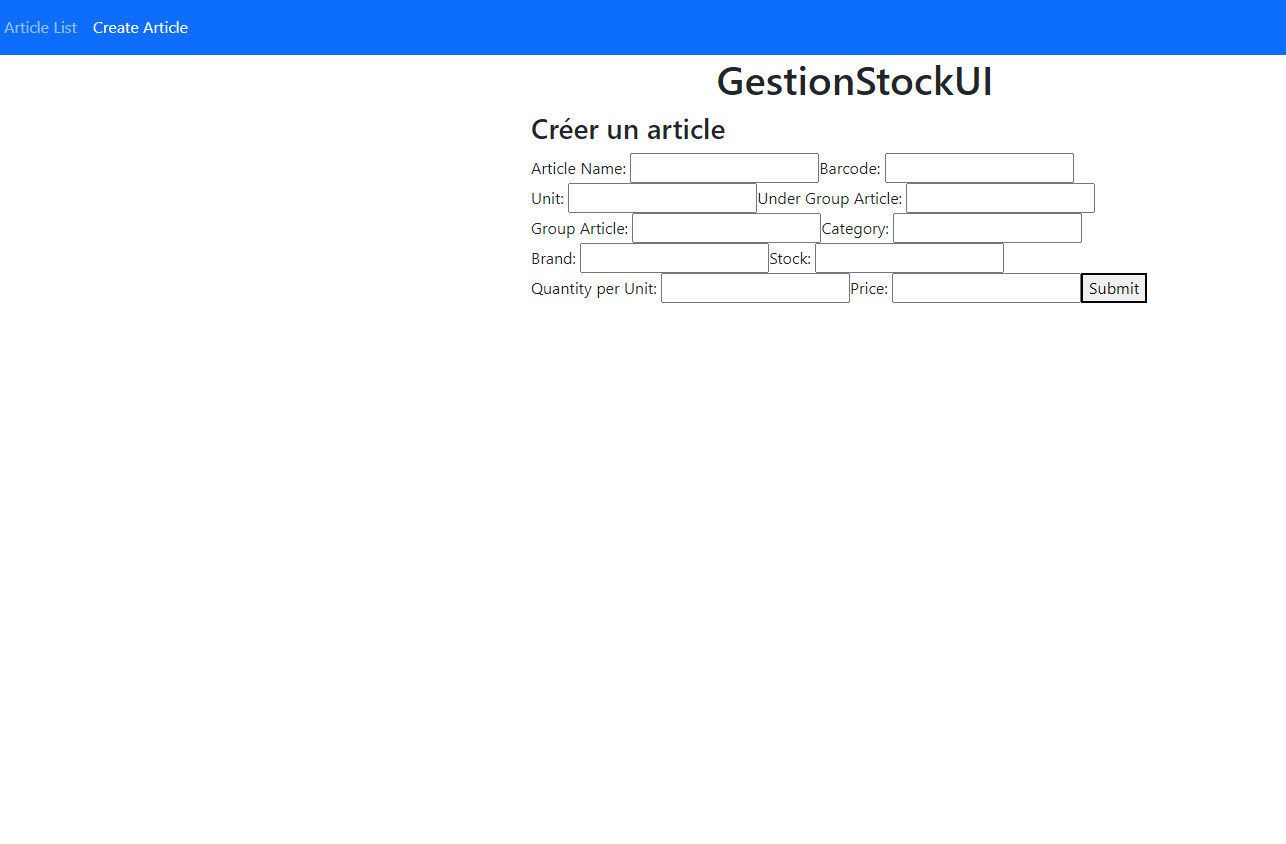 Article List Create Article
GestionStockUI
Créer un article
Article Name: Barcode:
Unit: Under Group Article:
Group Article: Category:
Brand: Stock:
Quantity per Unit: Price: Submit